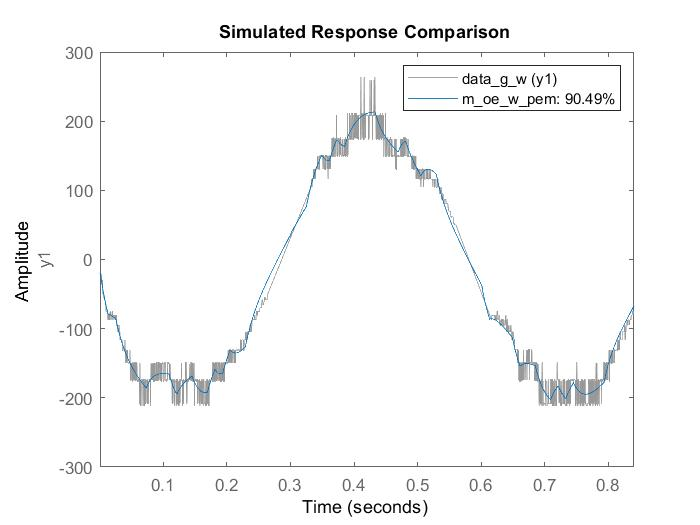 Simulated Response Comparison
300
200
100
0
-100
-200
-300
Amplitude
y1
data_g_w (y1)
m_oe_w_pem: 90.49%
0.1 0.2 0.3 0.4 0.5 0.6 0.7 0.8
Time (seconds)